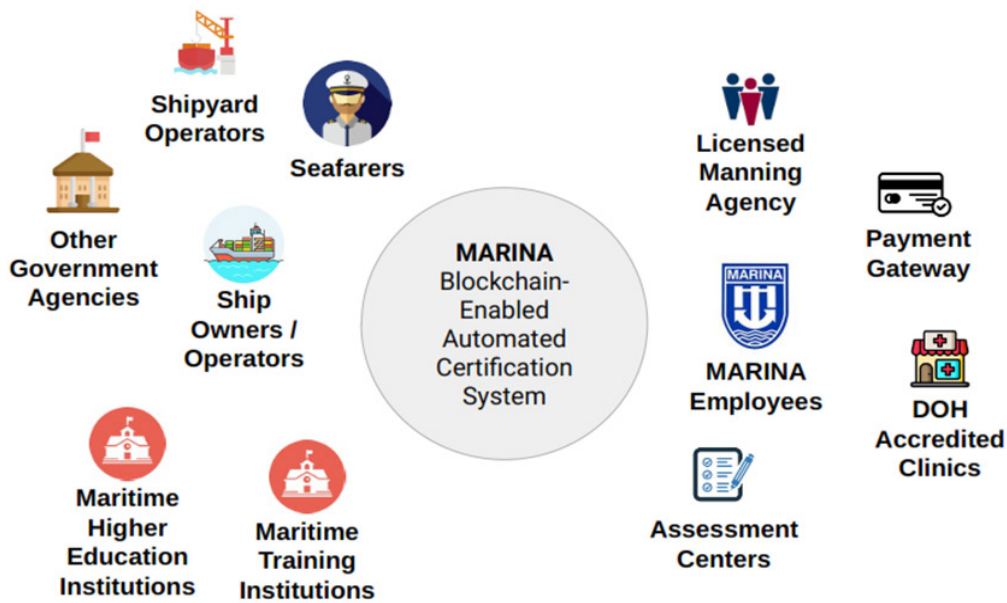 Shipyard
Operators
Seafarers
Other
Government
Agencies
Ship
Owners /
Operators
Maritime
Higher
Education
Institutions
Maritime
Training
Institutions
MARINA
Blockchain-
Enabled
Automated
Certification
System
Licensed
Manning
Agency
Payment
Gateway
MARINA
MARINA
Employees
DOH
Accredited
Clinics
Assessment
Centers